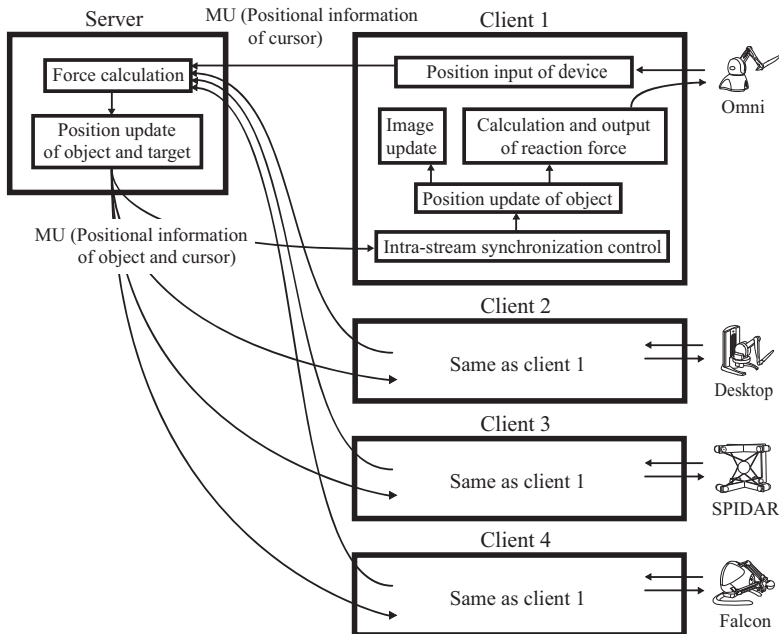 Server
MU (Positional information
of cursor)
Client 1
Force calculation
Position input of device
Omni
Position update
of object and target
Image
update
Calculation and output
of reaction force
Position update of object
MU (Positional information
of object and cursor)
Intra-stream synchronization control
Client 2
Same as client 1
Desktop
Client 3
Same as client 1
SPIDAR
Client 4
Same as client 1
Falcon